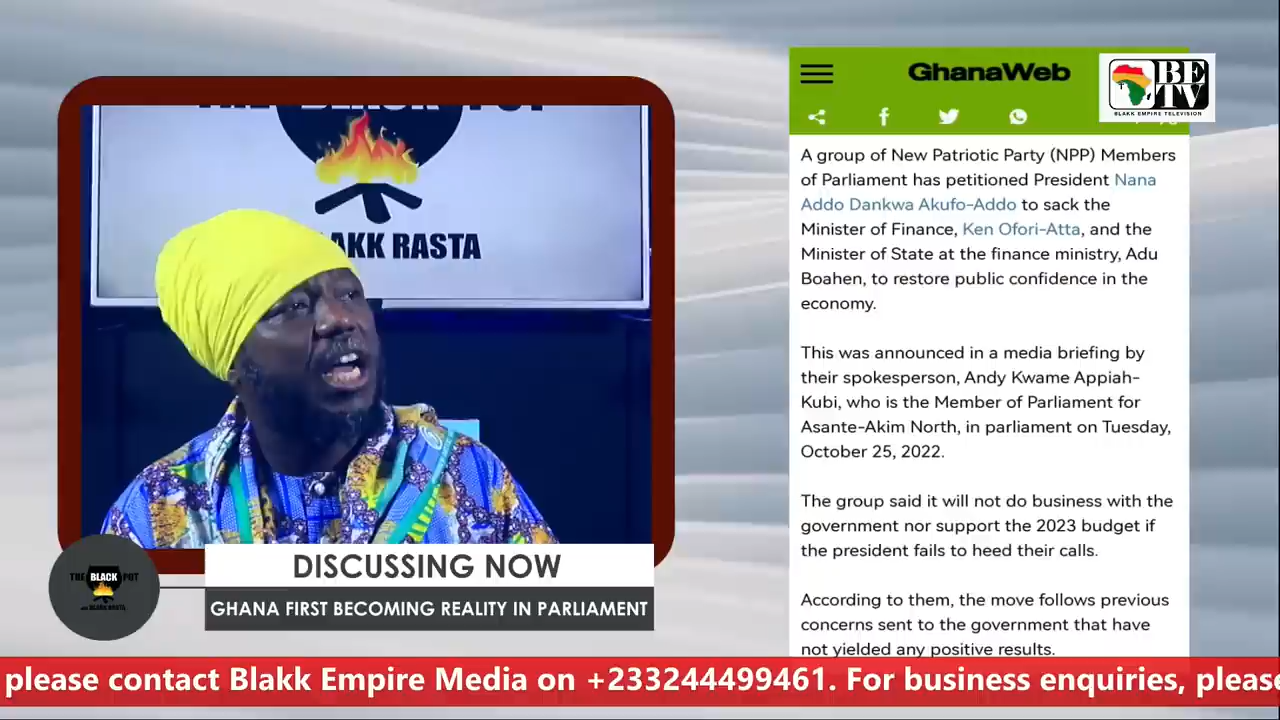 THE BLACK POT
AKK RASTA
THE BLACK POT
DISCUSSING NOW
GHANA FIRST BECOMING REALITY IN PARLIAMENT
GhanaWeb
BE
TV
BLAKK EMPIRE TELEVISION
A group of New Patriotic Party (NPP) Members
of Parliament has petitioned President Nana
Addo Dankwa Akufo-Addo to sack the
Minister of Finance, Ken Ofori-Atta, and the
Minister of State at the finance ministry, Adu
Boahen, to restore public confidence in the
economy.
This was announced in a media briefing by
their spokesperson, Andy Kwame Appiah-
Kubi, who is the Member of Parliament for
Asante-Akim North, in parliament on Tuesday,
October 25, 2022.
The group said it will not do business with the
government nor support the 2023 budget if
the president fails to heed their calls.
According to them, the move follows previous
concerns sent to the government that have
not yielded any positive results.
please contact Blakk Empire Media on +233244499461. For business enquiries, please